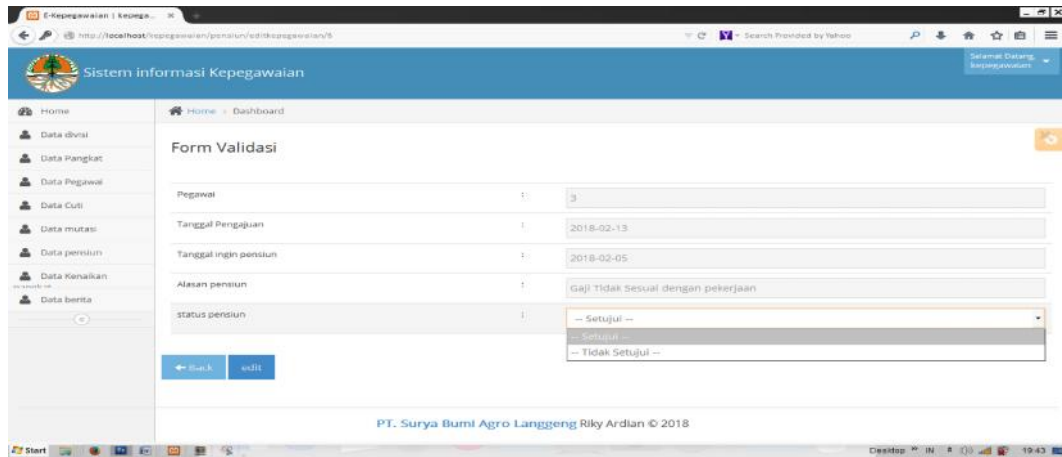 E-Kepegawaian | kepega...
http://localhost/kepegawaian/pensiun/editkepegawaian/6
Search Provided by Yahoo
Sistem informasi Kepegawaian
Selamat Datang,
kepegawaian
Home
Home
Dashboard
Data divisi
Data Pangkat
Data Pegawai
Data Cuti
Data mutasi
Data pensiun
Data Kenaikan
Data berita
Form Validasi
Pegawai : 3
Tanggal Pengajuan : 2018-02-13
Tanggal ingin pensiun : 2018-02-05
Alasan pensiun : Gaji Tidak Sesuai dengan pekerjaan
status pensiun : -- Setujui --
-- Setujui --
-- Tidak Setujui --
Back
edit
PT. Surya Bumi Agro Langgeng Riky Ardian © 2018
Start
Desktop
IN
19:43